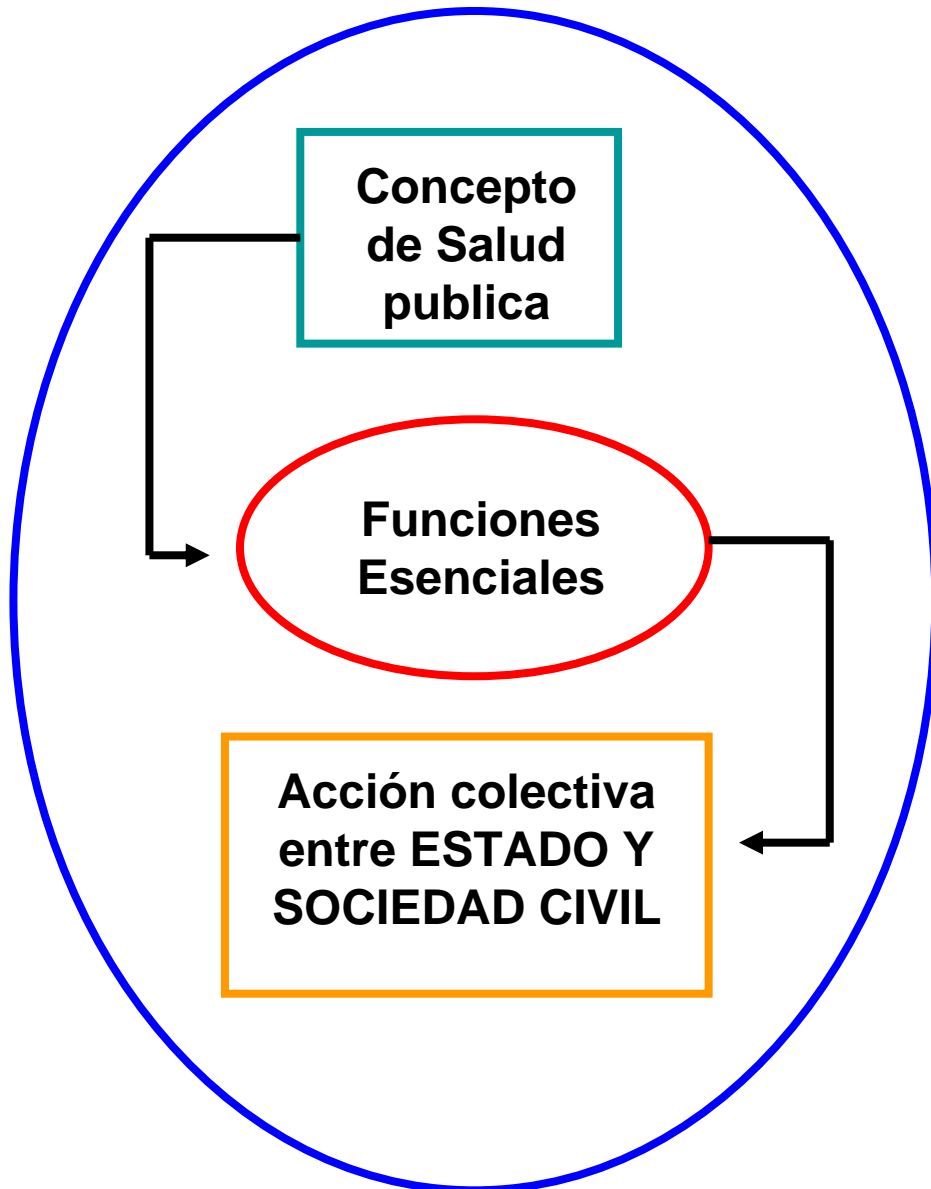 Concepto
de Salud
publica
Funciones
Esenciales
Acción colectiva
entre ESTADO Y
SOCIEDAD CIVIL